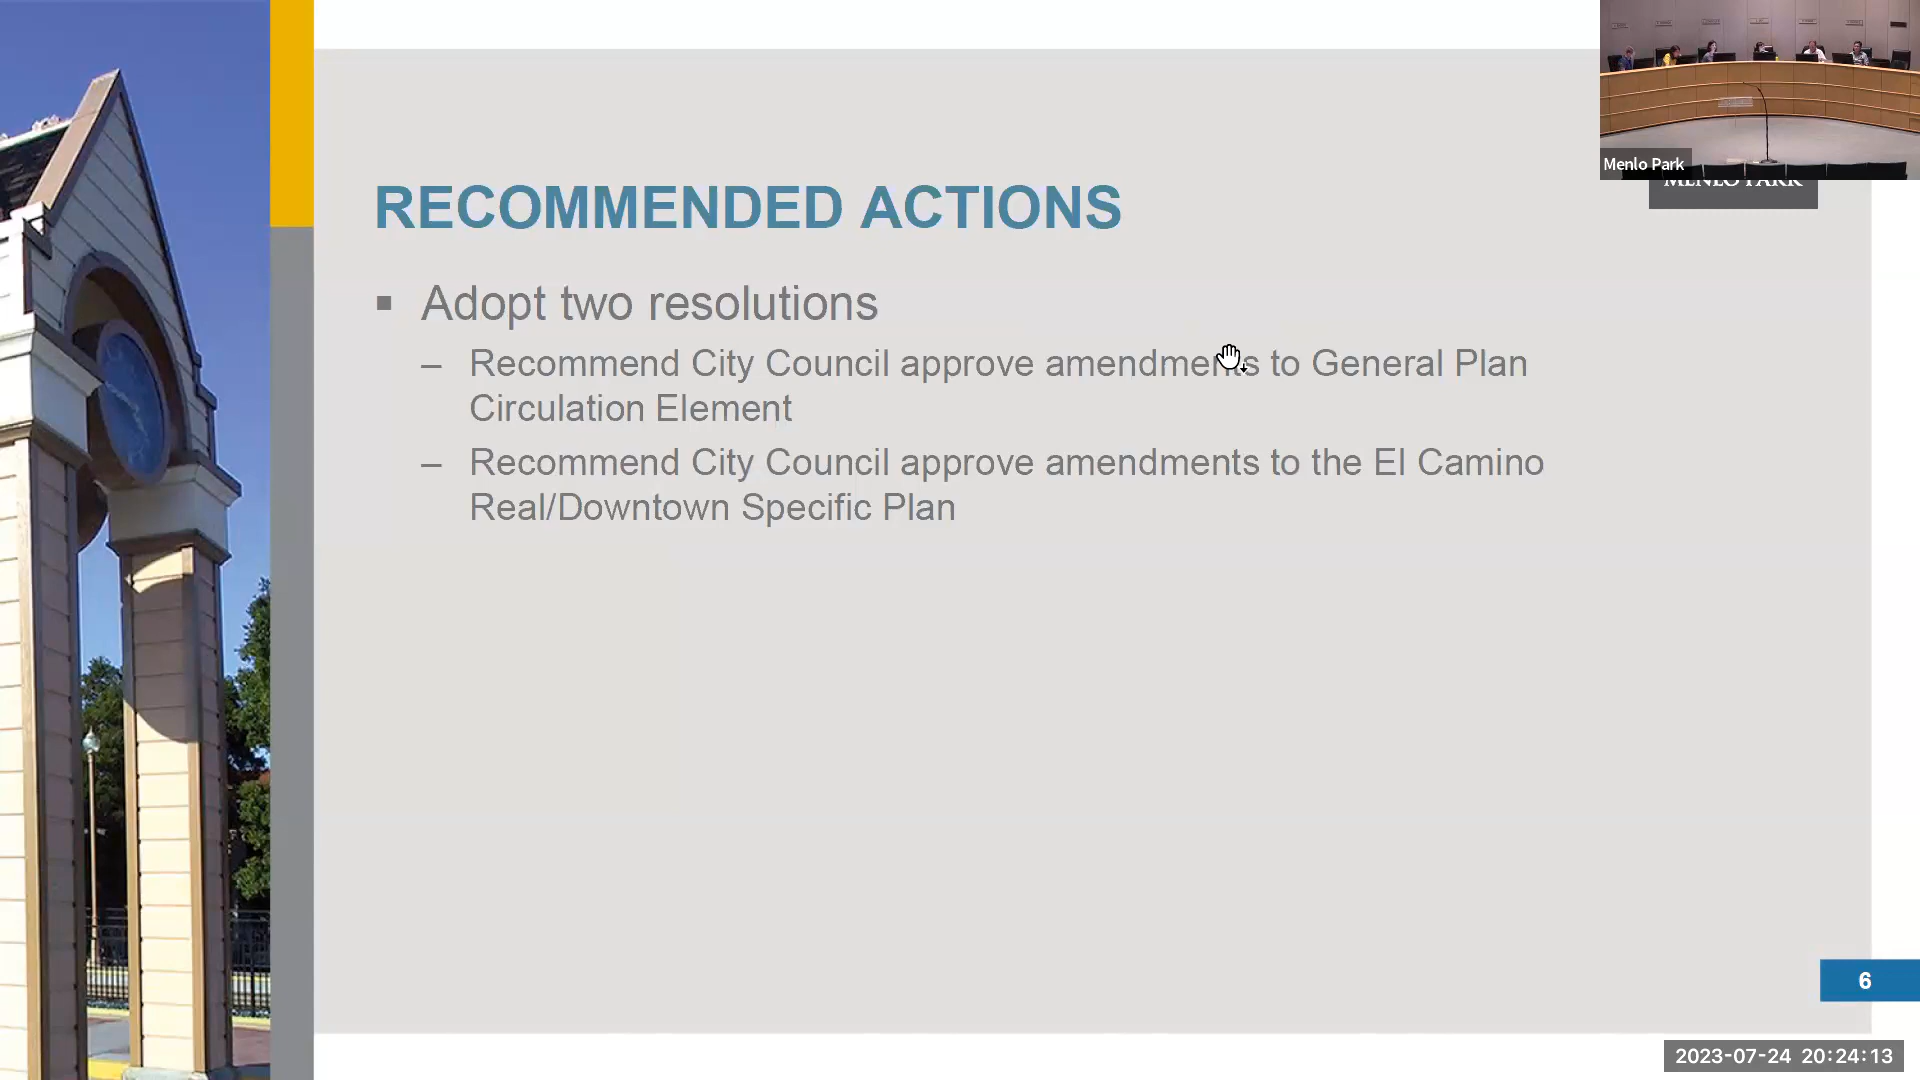 Menlo Park
MENLO PARK
RECOMMENDED ACTIONS
▪ Adopt two resolutions
– Recommend City Council approve amendments to General Plan
Circulation Element
– Recommend City Council approve amendments to the El Camino
Real/Downtown Specific Plan
6
2023-07-24 20:24:13